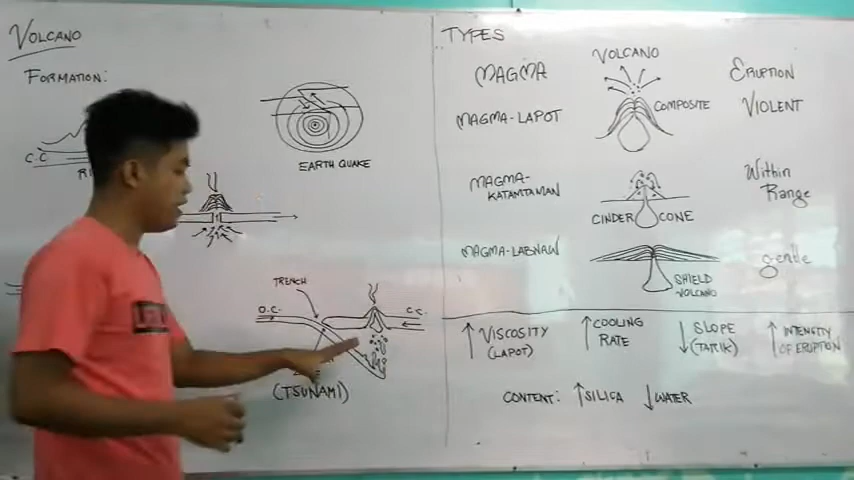 VOLCANO
FORMATION:
C.C
EARTH QUAKE
TRENCH
O.C.
C.C.
(TSUNAMI)
TYPES
MAGMA
VOLCANO
ERUPTION
MAGMA-LAPOT
COMPOSITE
VIOLENT
MAGMA-
KATAMTAMAN
CINDER CONE
Within
Range
MAGMA-LABNAW
SHIELD
VOLCANO
gentle
↑ VISCOSITY
(LAPOT)
↑ COOLING
RATE
↓ SLOPE
(TARIK)
↑ INTENSITY
OF ERUPTION
CONTENT: ↑ SILICA ↓ WATER